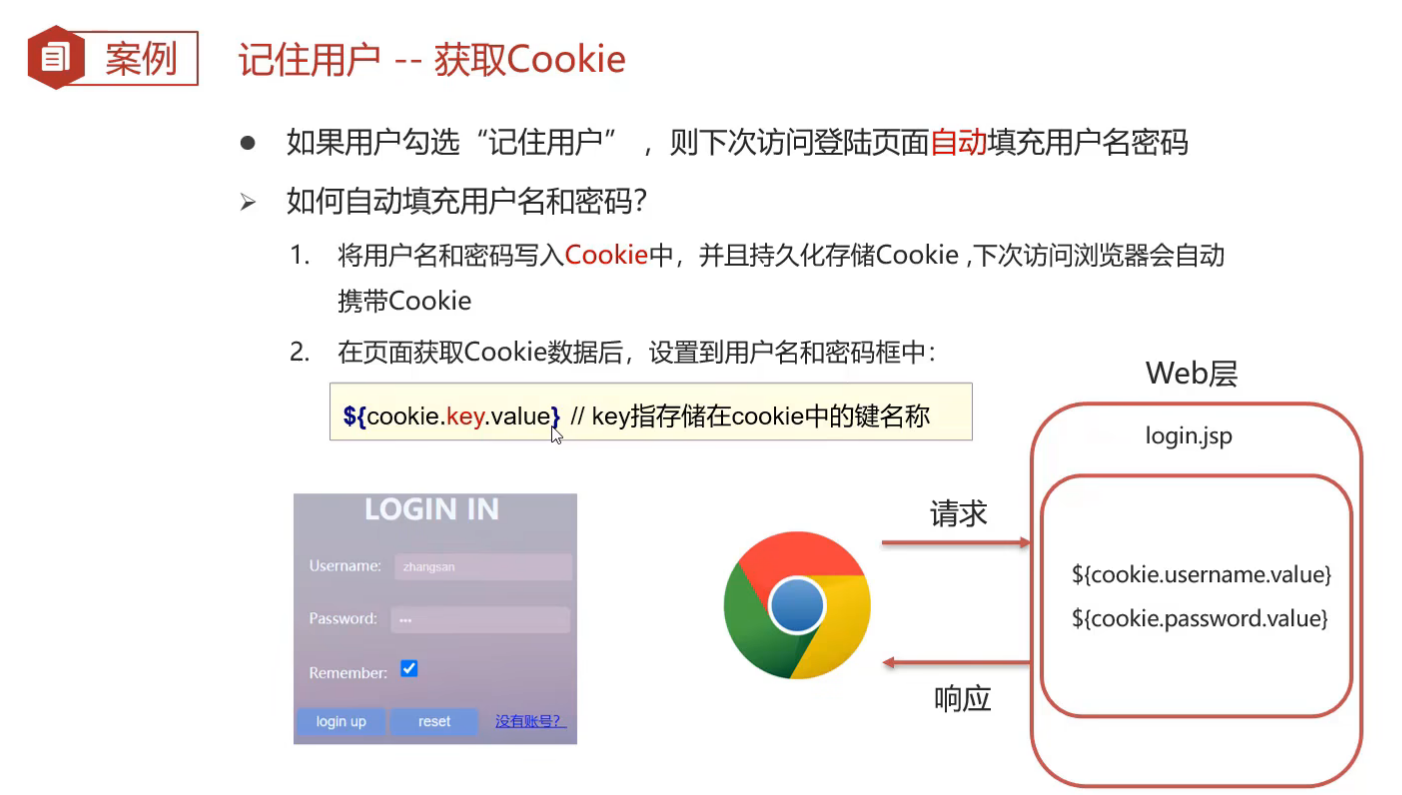 案例
记住用户 -- 获取Cookie
● 如果用户勾选“记住用户” ，则下次访问登陆页面自动填充用户名密码
➢ 如何自动填充用户名和密码？
1. 将用户名和密码写入Cookie中，并且持久化存储Cookie ,下次访问浏览器会自动
携带Cookie
2. 在页面获取Cookie数据后，设置到用户名和密码框中：
${cookie.key.value} // key指存储在cookie中的键名称
Web层
login.jsp
LOGIN IN
Username: zhangsan
Password: •••
Remember:
login up reset 没有账号？
请求
响应
${cookie.username.value}
${cookie.password.value}